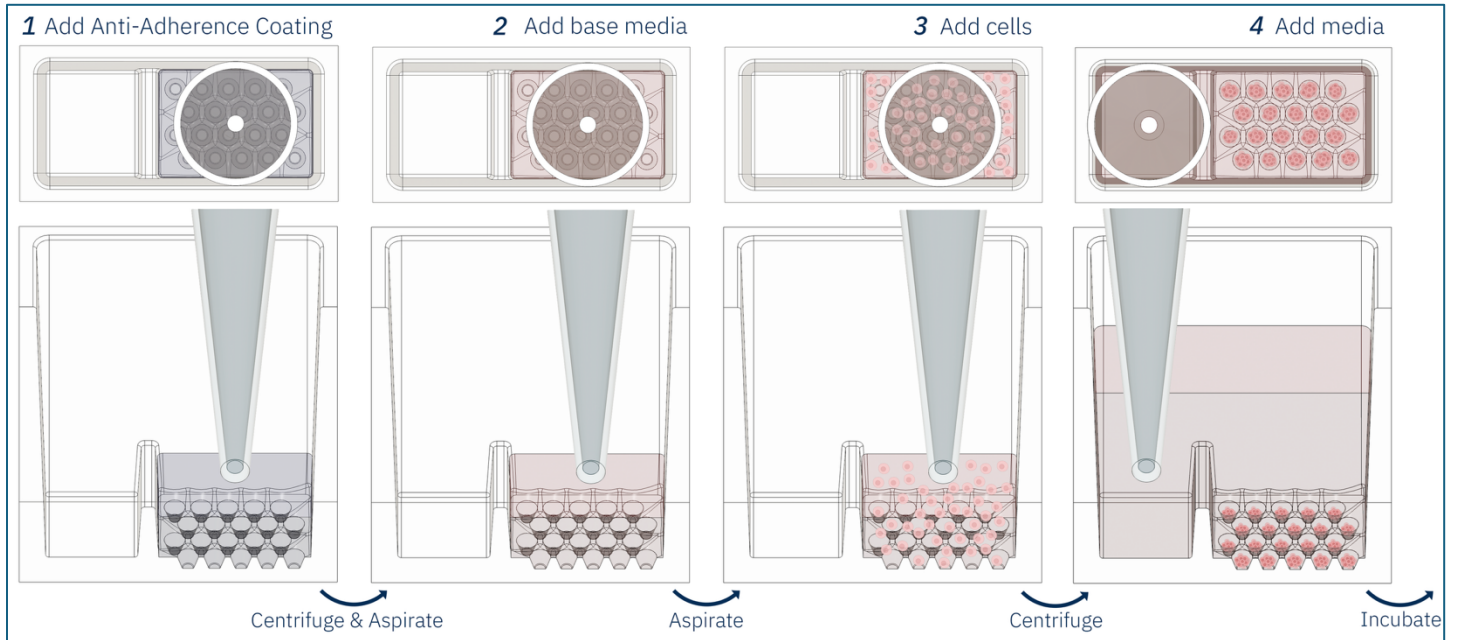 1 Add Anti-Adherence Coating
2 Add base media
3 Add cells
4 Add media
Centrifuge & Aspirate
Aspirate
Centrifuge
Incubate